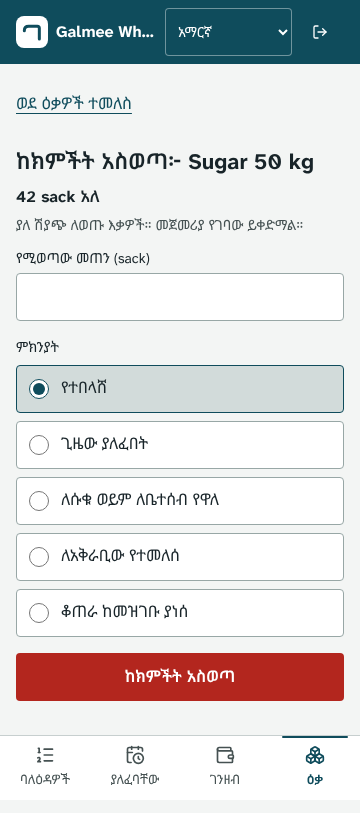 Galmee Wh... አማርኛ
ወደ ዕቃዎች ተመለስ
ከክምችት አስወጣ፦ Sugar 50 kg
42 sack አለ
ያለ ሽያጭ ለወጡ እቃዎች። መጀመሪያ የገባው ይቀድማል።
የሚወጣው መጠን (sack)
ምክንያት
የተበላሸ
ጊዜው ያለፈበት
ለሱቁ ወይም ለቤተሰብ የዋለ
ለአቅራቢው የተመለሰ
ቆጠራ ከመዝገቡ ያነሰ
ከክምችት አስወጣ
ባለዕዳዎች ያለፈባቸው ገንዘብ ዕቃ